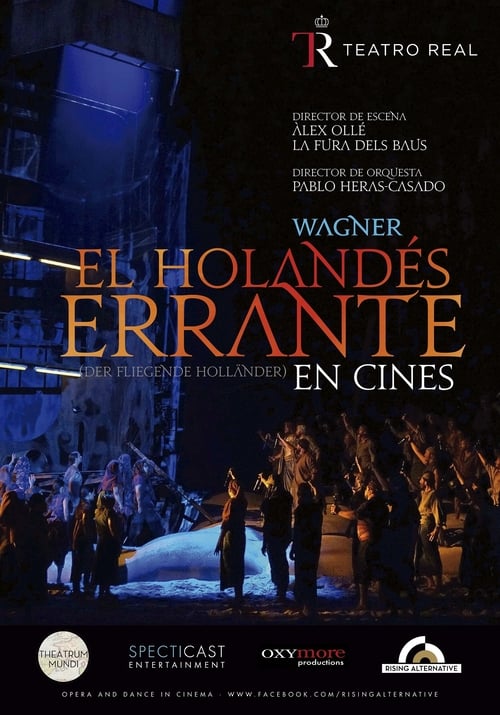 TR TEATRO REAL
DIRECTOR DE ESCENA
ÀLEX OLLÉ
LA FURA DELS BAUS
DIRECTOR DE ORQUESTA
PABLO HERAS-CASADO
WAGNER
EL HOLANDÉS
ERRANTE
(DER FLIEGENDE HOLLÄNDER)
EN CINES
THEATRUM
MUNDI
SPECTICAST
ENTERTAINMENT
oxymore
productions
RISING ALTERNATIVE
OPERA AND DANCE IN CINEMA - WWW.FACEBOOK.COM/RISINGALTERNATIVE